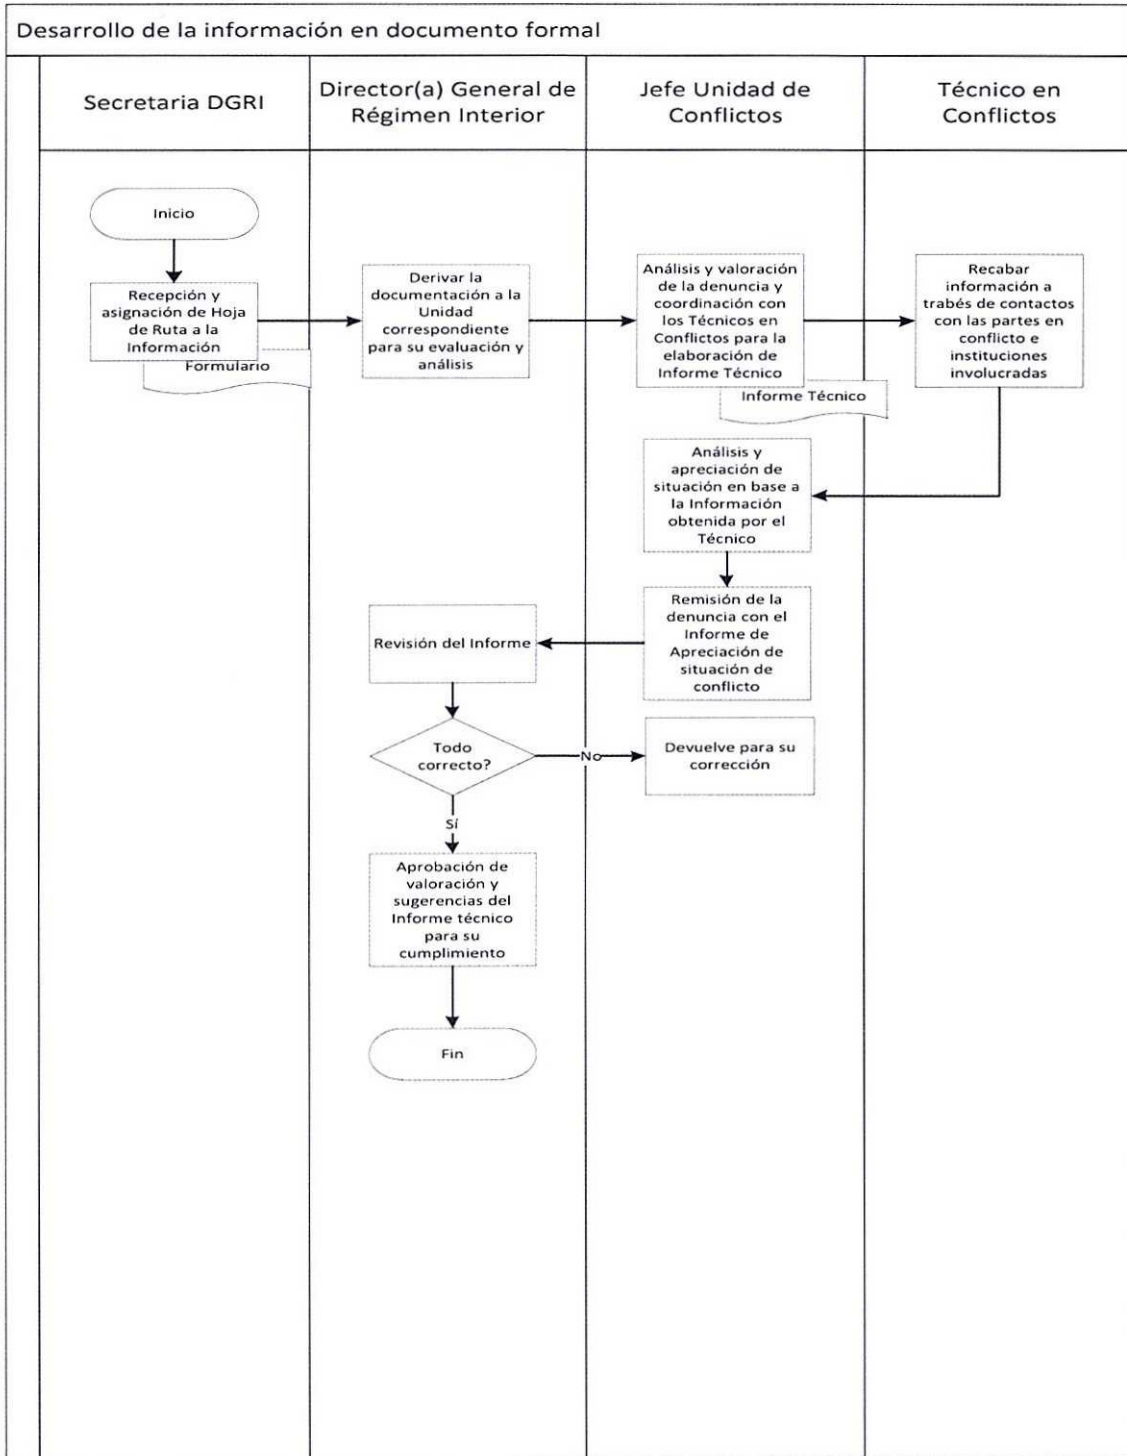 Desarrollo de la información en documento formal
Secretaria DGRI
Director(a) General de
Régimen Interior
Jefe Unidad de
Conflictos
Técnico en
Conflictos
Inicio
Recepción y
asignación de Hoja
de Ruta a la
Información
Formulario
Derivar la
documentación a la
Unidad
correspondiente
para su evaluación y
análisis
Análisis y valoración
de la denuncia y
coordinación con
los Técnicos en
Conflictos para la
elaboración de
Informe Técnico
Informe Técnico
Recabar
información a
trabés de contactos
con las partes en
conflicto e
instituciones
involucradas
Análisis y
apreciación de
situación en base a
la Información
obtenida por el
Técnico
Remisión de la
denuncia con el
Informe de
Apreciación de
situación de
conflicto
Revisión del Informe
Todo
correcto?
No
Devuelve para su
corrección
Sí
Aprobación de
valoración y
sugerencias del
Informe técnico
para su
cumplimiento
Fin